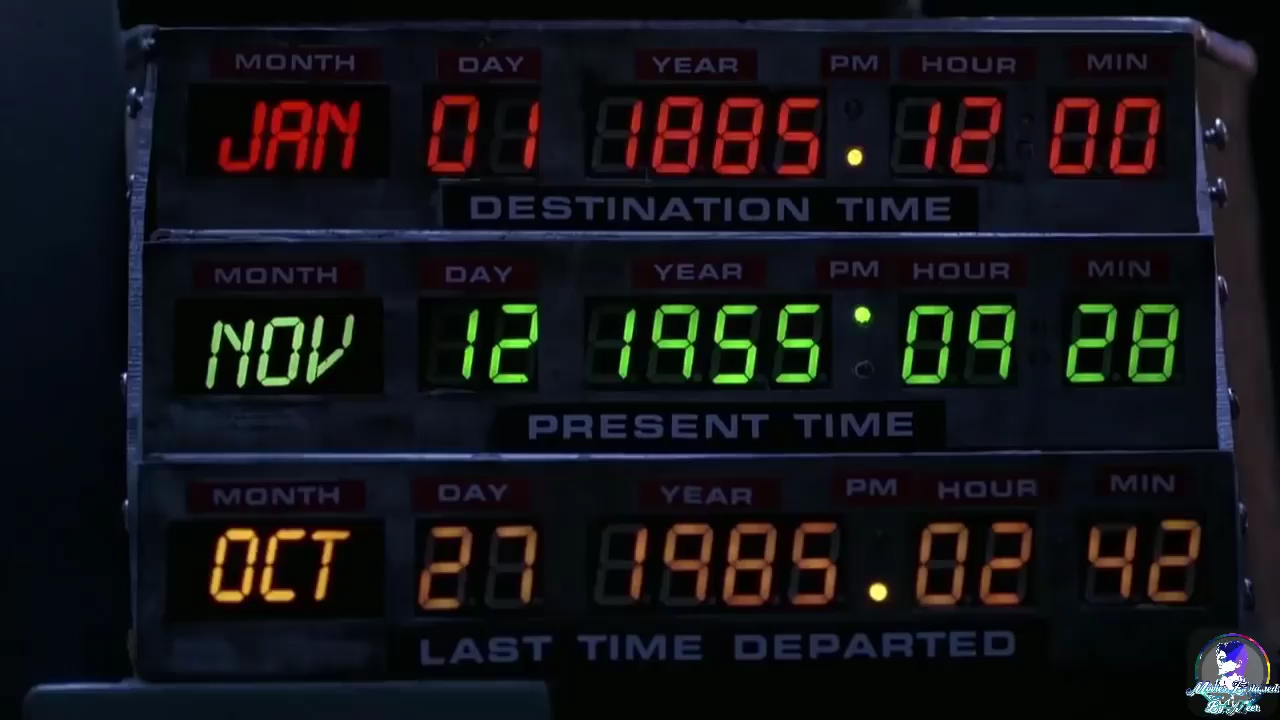 MONTH DAY YEAR PM HOUR MIN
JAN 01 1885 12 00
DESTINATION TIME
MONTH DAY YEAR PM HOUR MIN
NOV 12 1955 09 28
PRESENT TIME
MONTH DAY YEAR PM HOUR MIN
OCT 27 1985 02 42
LAST TIME DEPARTED